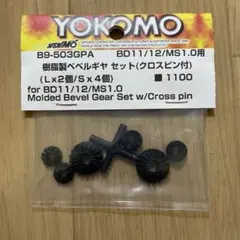 YOKOMO
B9-503GPA BD11/12/MS1.0用
樹脂製ベベルギヤ セット(クロスピン付)
(L×2個/S×4個) ■1100
for BD11/12/MS1.0
Molded Bevel Gear Set w/Cross pin